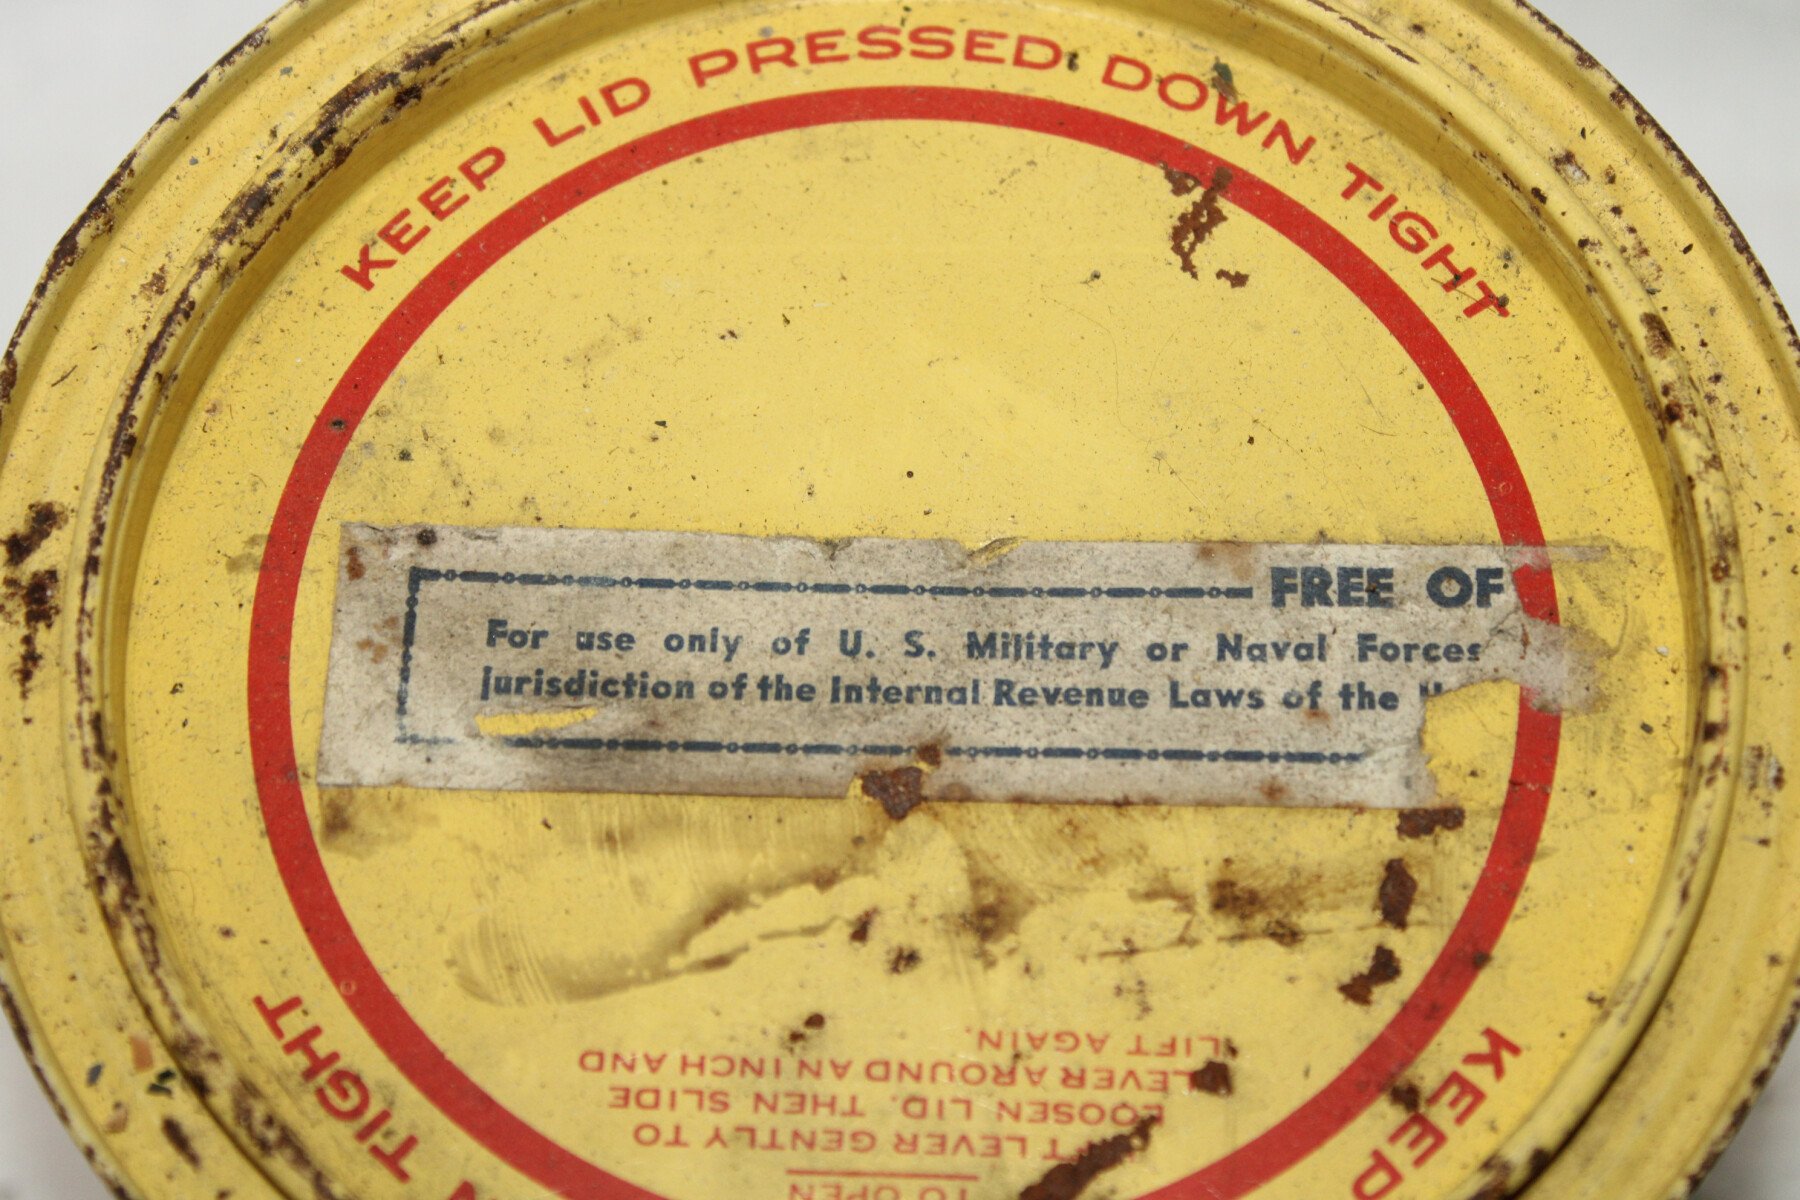 KEEP LID PRESSED DOWN TIGHT
FREE OF
For use only of U. S. Military or Naval Forces
jurisdiction of the Internal Revenue Laws of the
KEEP
TIGHT
TO OPEN
LEVER GENTLY TO
LOOSEN LID. THEN SLIDE
LEVER AROUND AN INCH AND
LIFT AGAIN.